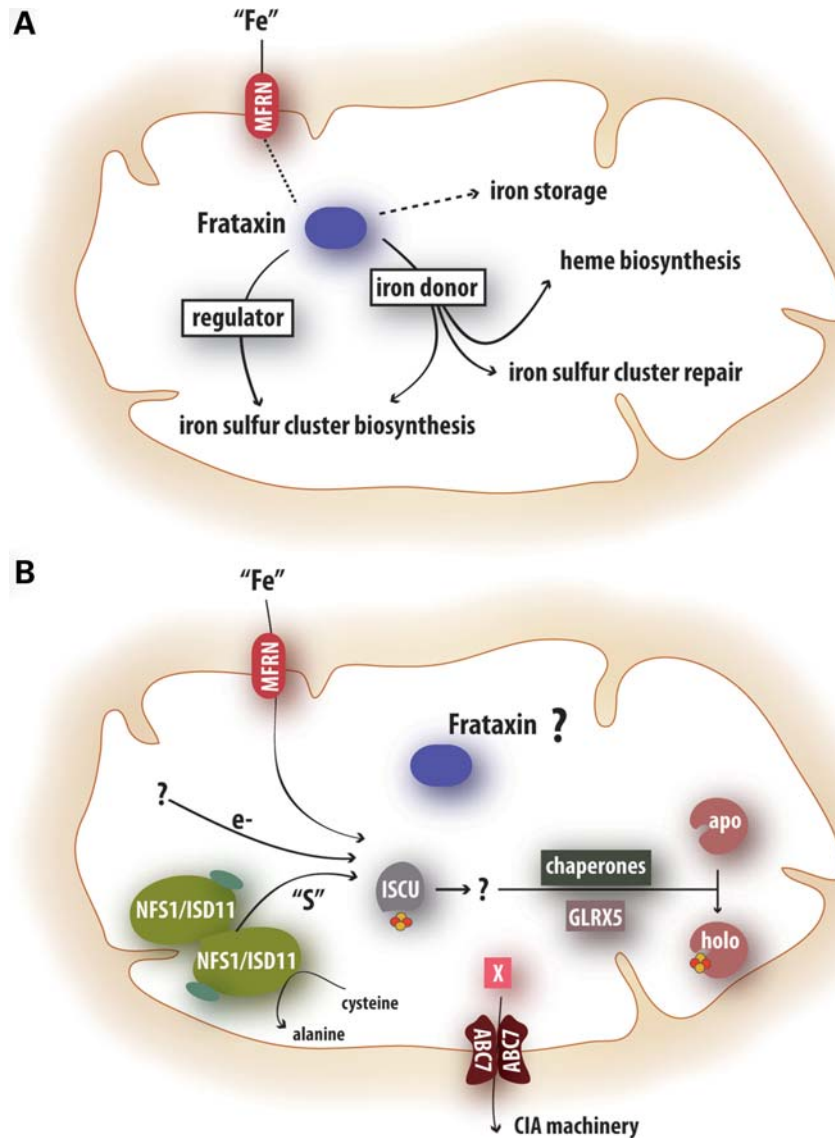 A
“Fe”
MFRN
Frataxin
iron storage
heme biosynthesis
iron donor
regulator
iron sulfur cluster repair
iron sulfur cluster biosynthesis
B
“Fe”
MFRN
Frataxin ?
?
e-
apo
chaperones
ISCU
?
“S”
NFS1/ISD11
GLRX5
holo
NFS1/ISD11
X
cysteine
alanine
ABC7
ABC7
CIA machinery